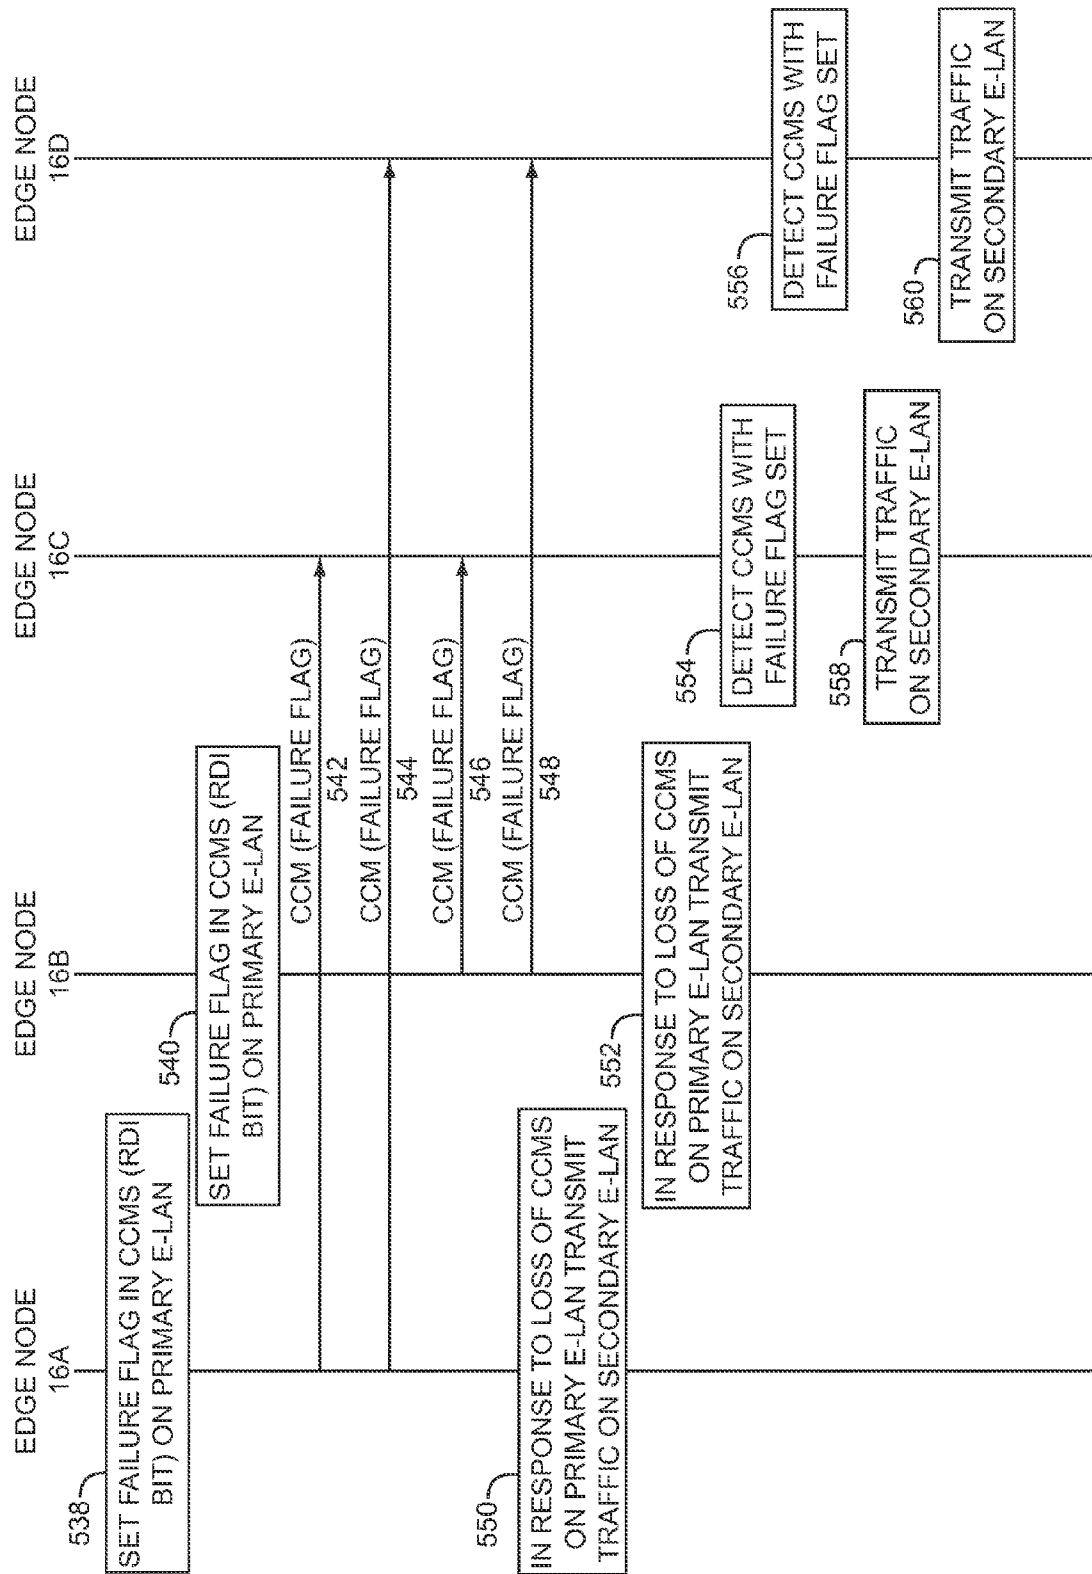 EDGE NODE
16A
EDGE NODE
16B
EDGE NODE
16C
EDGE NODE
16D
538
SET FAILURE FLAG IN CCMS (RDI
BIT) ON PRIMARY E-LAN
540
SET FAILURE FLAG IN CCMS (RDI
BIT) ON PRIMARY E-LAN
CCM (FAILURE FLAG)
542
CCM (FAILURE FLAG)
544
CCM (FAILURE FLAG)
546
CCM (FAILURE FLAG)
548
550
IN RESPONSE TO LOSS OF CCMS
ON PRIMARY E-LAN TRANSMIT
TRAFFIC ON SECONDARY E-LAN
552
IN RESPONSE TO LOSS OF CCMS
ON PRIMARY E-LAN TRANSMIT
TRAFFIC ON SECONDARY E-LAN
554
DETECT CCMS WITH
FAILURE FLAG SET
556
DETECT CCMS WITH
FAILURE FLAG SET
558
TRANSMIT TRAFFIC
ON SECONDARY E-LAN
560
TRANSMIT TRAFFIC
ON SECONDARY E-LAN